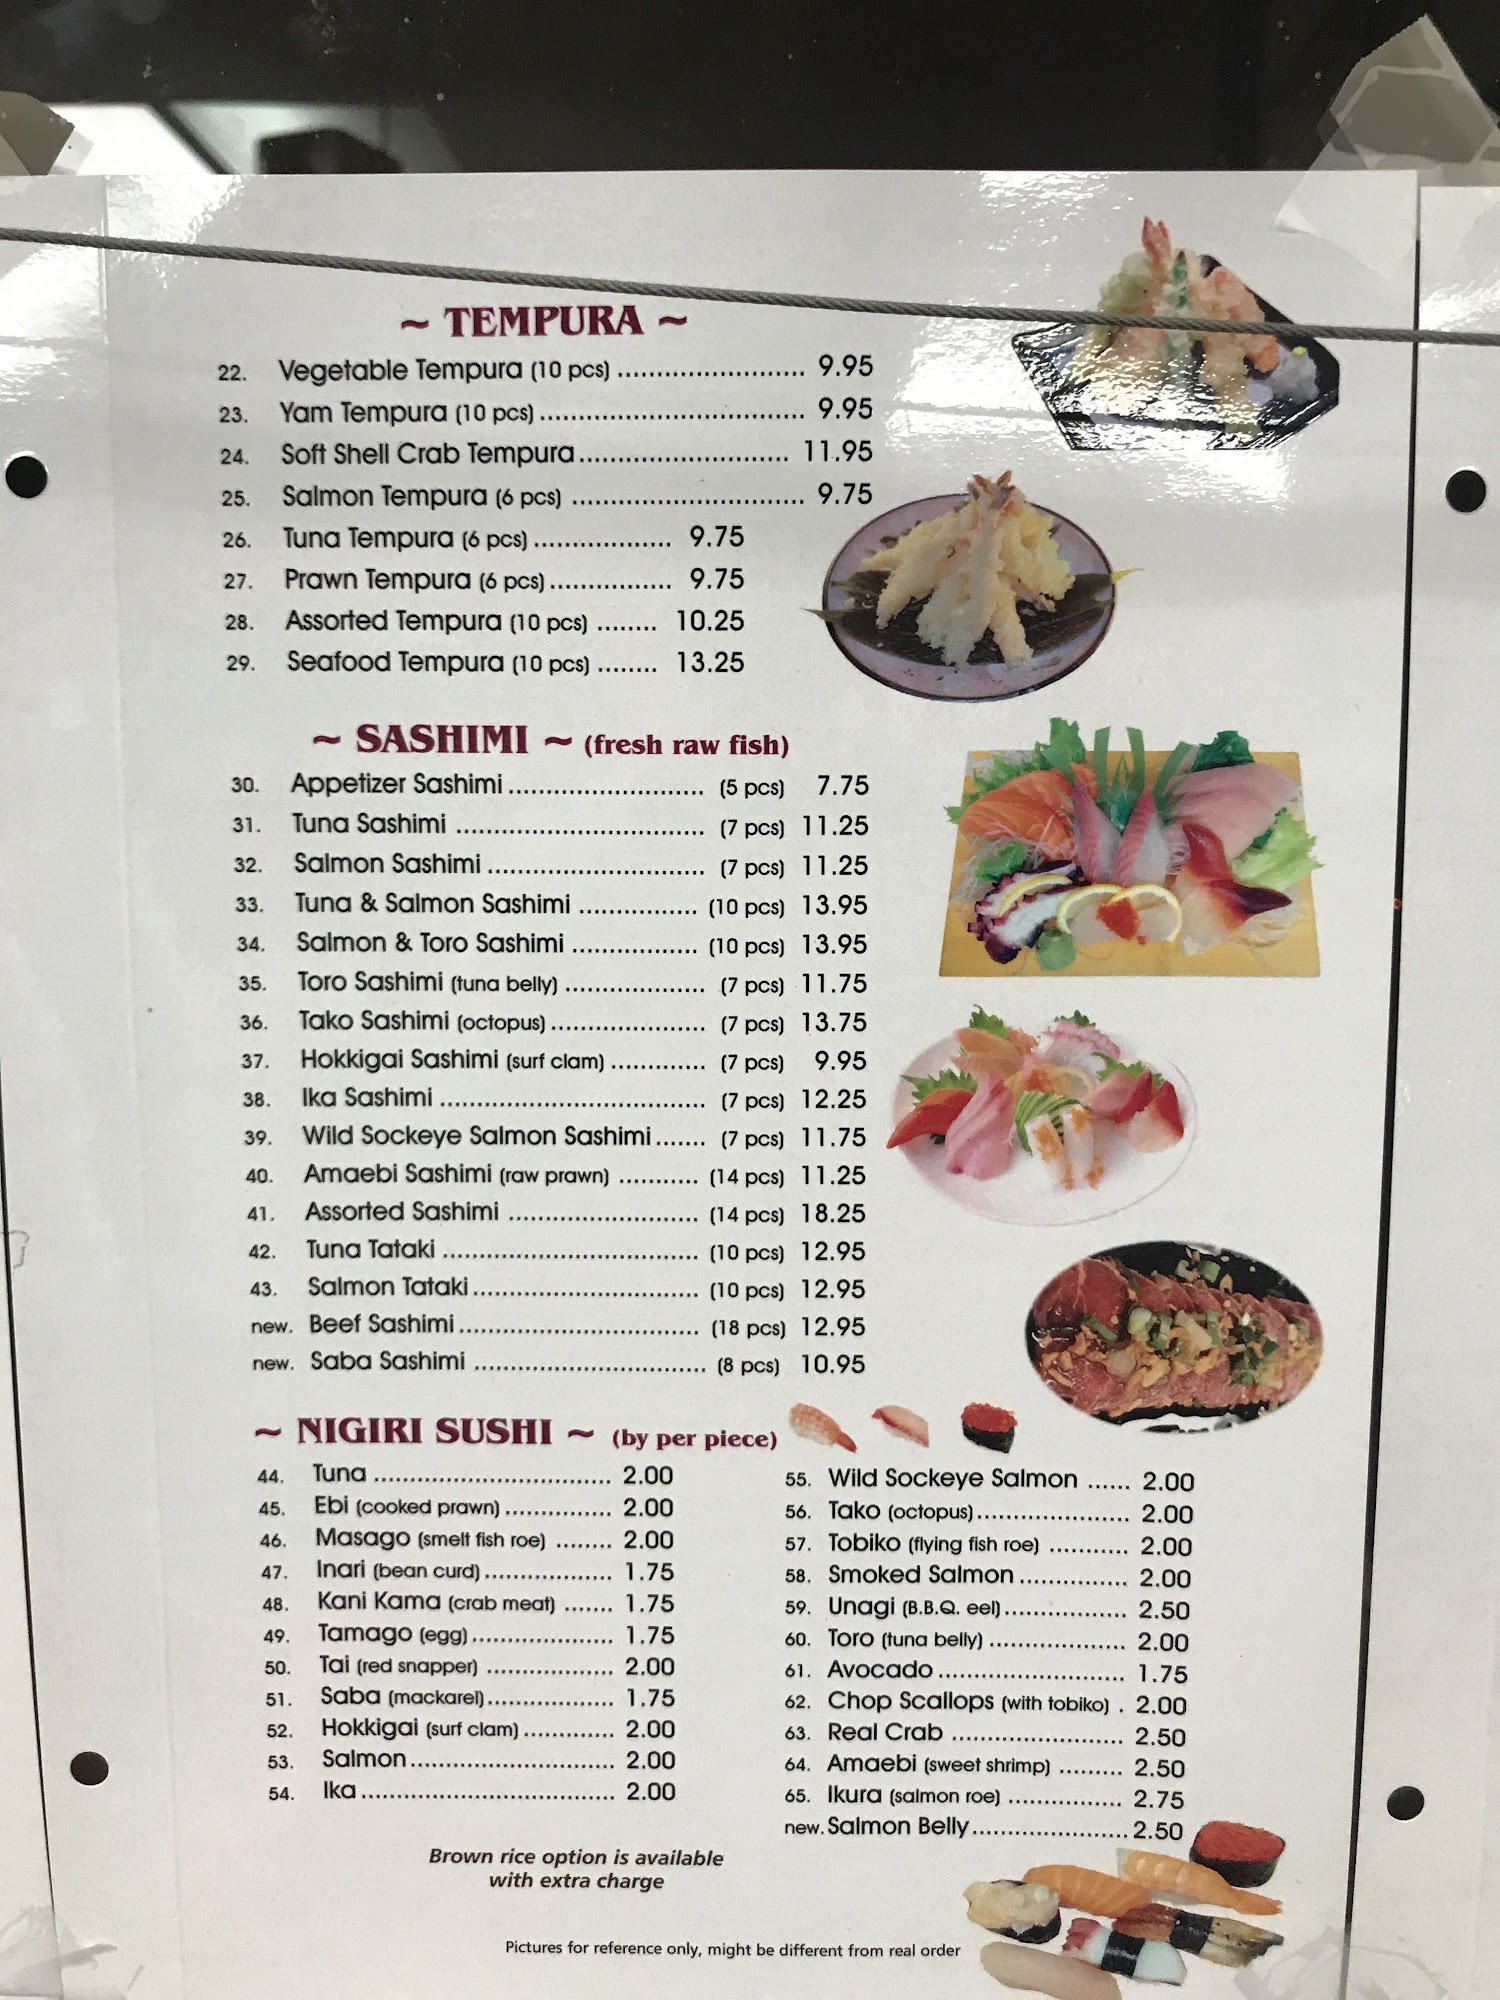 ~ TEMPURA ~
22. Vegetable Tempura (10 pcs) ........................ 9.95
23. Yam Tempura (10 pcs) .................................. 9.95
24. Soft Shell Crab Tempura ........................... 11.95
25. Salmon Tempura (6 pcs) .............................. 9.75
26. Tuna Tempura (6 pcs) .................. 9.75
27. Prawn Tempura (6 pcs) ................ 9.75
28. Assorted Tempura (10 pcs) ........ 10.25
29. Seafood Tempura (10 pcs) ........ 13.25
~ SASHIMI ~ (fresh raw fish)
30. Appetizer Sashimi .......................... (5 pcs) 7.75
31. Tuna Sashimi ................................. (7 pcs) 11.25
32. Salmon Sashimi ............................. (7 pcs) 11.25
33. Tuna & Salmon Sashimi ................ (10 pcs) 13.95
34. Salmon & Toro Sashimi ................. (10 pcs) 13.95
35. Toro Sashimi (tuna belly) ................... (7 pcs) 11.75
36. Tako Sashimi (octopus) ..................... (7 pcs) 13.75
37. Hokkigai Sashimi (surf clam) ............. (7 pcs) 9.95
38. Ika Sashimi ................................... (7 pcs) 12.25
39. Wild Sockeye Salmon Sashimi ....... (7 pcs) 11.75
40. Amaebi Sashimi (raw prawn) ........... (14 pcs) 11.25
41. Assorted Sashimi ......................... (14 pcs) 18.25
42. Tuna Tataki .................................. (10 pcs) 12.95
43. Salmon Tataki .............................. (10 pcs) 12.95
new. Beef Sashimi ................................ (18 pcs) 12.95
new. Saba Sashimi ............................... (8 pcs) 10.95
~ NIGIRI SUSHI ~ (by per piece)
44. Tuna ................................ 2.00
45. Ebi (cooked prawn) ............... 2.00
46. Masago (smelt fish roe) ........ 2.00
47. Inari (bean curd) .................. 1.75
48. Kani Kama (crab meat) ....... 1.75
49. Tamago (egg) .................... 1.75
50. Tai (red snapper) .................. 2.00
51. Saba (mackarel) .................. 1.75
52. Hokkigai (surf clam) ............. 2.00
53. Salmon ............................. 2.00
54. Ika .................................... 2.00
55. Wild Sockeye Salmon ...... 2.00
56. Tako (octopus) ...................... 2.00
57. Tobiko (flying fish roe) ........... 2.00
58. Smoked Salmon ................ 2.00
59. Unagi (B.B.Q. eel) .................. 2.50
60. Toro (tuna belly) .................... 2.00
61. Avocado ........................... 1.75
62. Chop Scallops (with tobiko) . 2.00
63. Real Crab ......................... 2.50
64. Amaebi (sweet shrimp) ......... 2.50
65. Ikura (salmon roe) ................ 2.75
new. Salmon Belly ....................... 2.50
Brown rice option is available
with extra charge
Pictures for reference only, might be different from real order